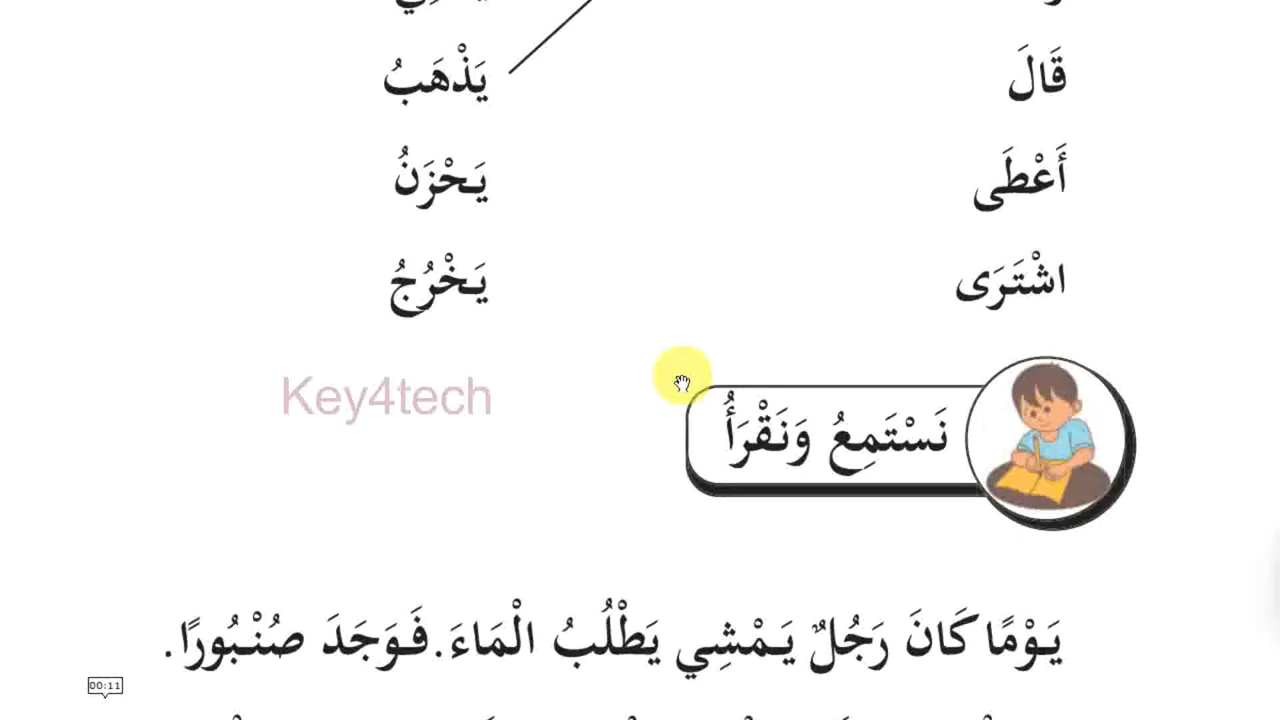 قَالَ
يَذْهَبُ
أَعْطَى
يَحْزَنُ
اشْتَرَى
يَخْرُجُ
Key4tech
نَسْتَمِعُ وَنَقْرَأُ
يَوْمًا كَانَ رَجُلٌ يَمْشِي يَطْلُبُ الْمَاءَ. فَوَجَدَ صُنْبُورًا.
00:11